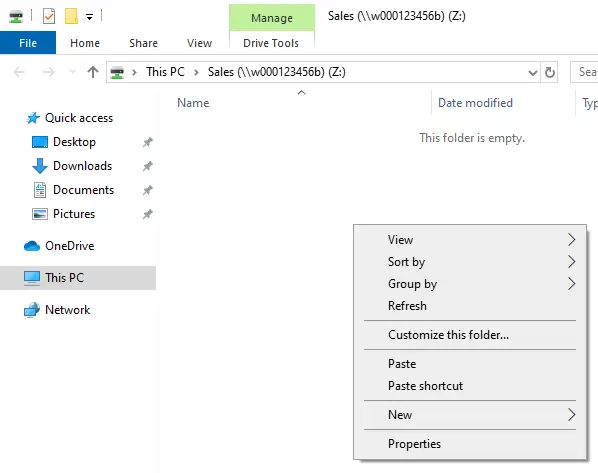 Manage
Sales (\\w000123456b) (Z:)
File
Home
Share
View
Drive Tools
This PC
Sales (\\w000123456b) (Z:)
Sea
Name
Date modified
Typ
Quick access
This folder is empty.
Desktop
Downloads
Documents
Pictures
OneDrive
This PC
Network
View
Sort by
Group by
Refresh
Customize this folder...
Paste
Paste shortcut
New
Properties